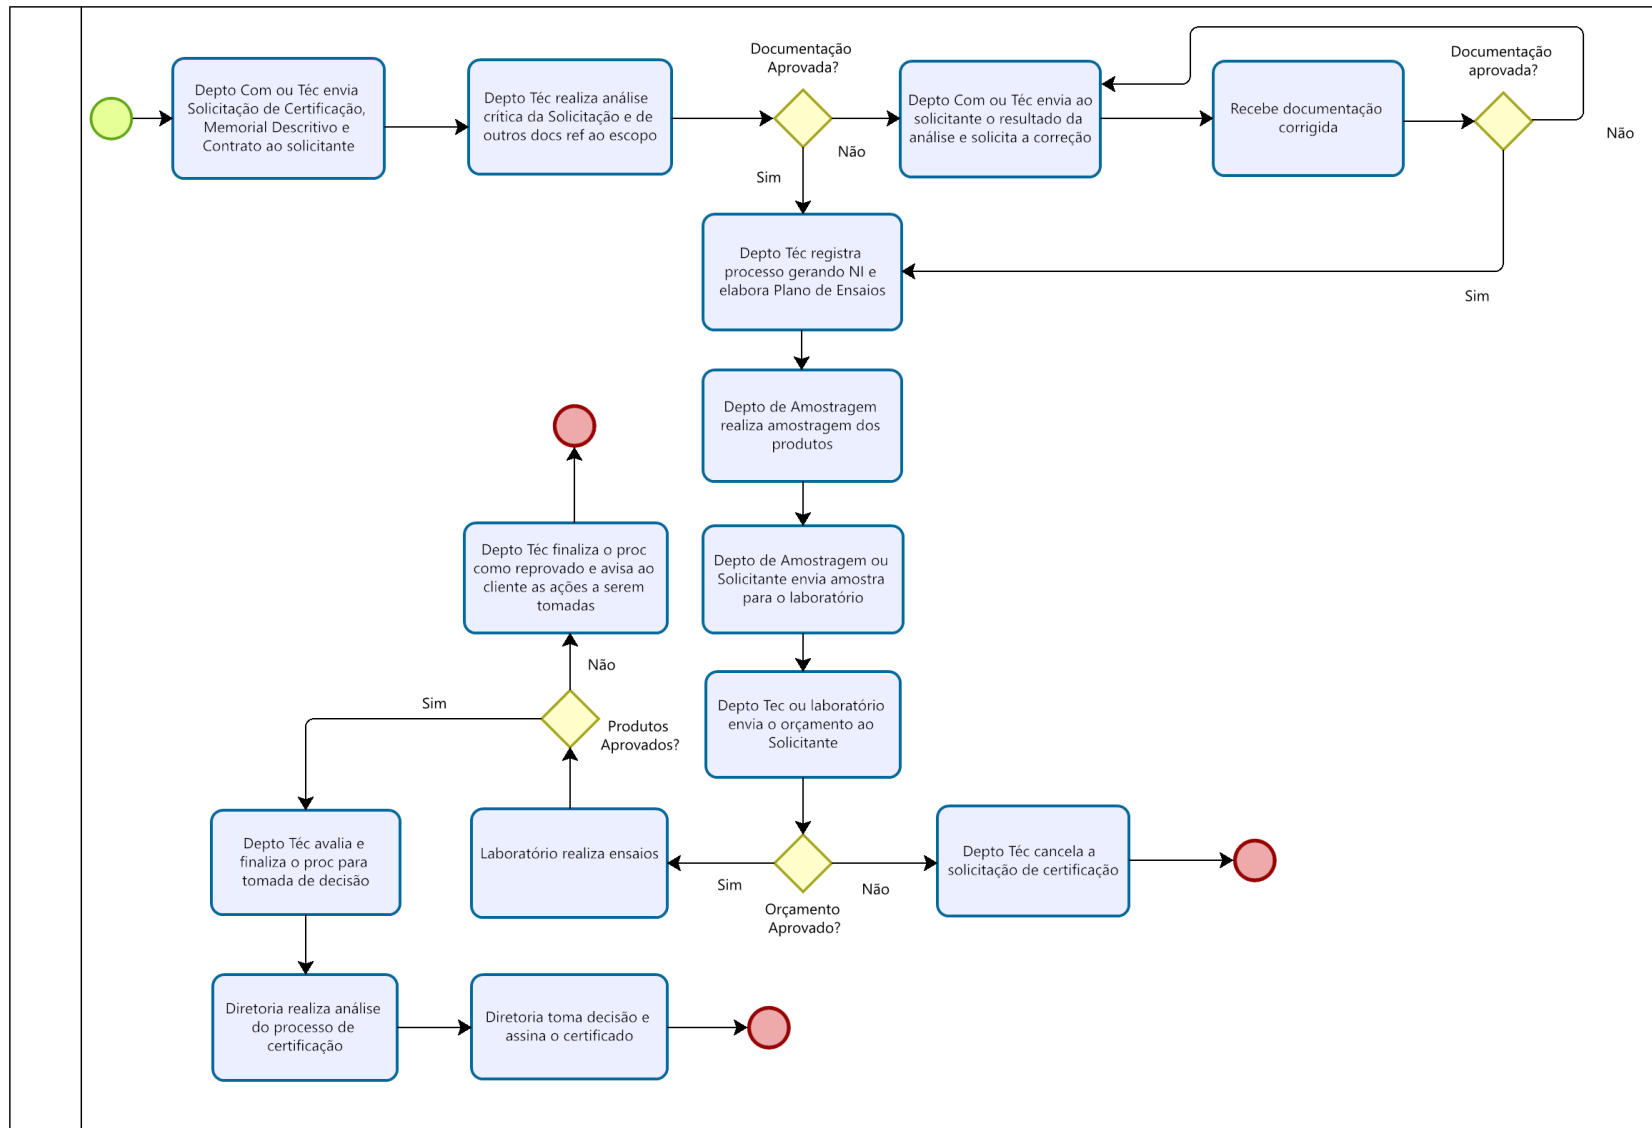 Depto Com ou Téc envia
Solicitação de Certificação,
Memorial Descritivo e
Contrato ao solicitante
Depto Téc realiza análise
crítica da Solicitação e de
outros docs ref ao escopo
Documentação
Aprovada?
Não
Sim
Depto Com ou Téc envia ao
solicitante o resultado da
análise e solicita a correção
Recebe documentação
corrigida
Documentação
aprovada?
Não
Sim
Depto Téc registra
processo gerando NI e
elabora Plano de Ensaios
Depto de Amostragem
realiza amostragem dos
produtos
Depto de Amostragem ou
Solicitante envia amostra
para o laboratório
Depto Tec ou laboratório
envia o orçamento ao
Solicitante
Orçamento
Aprovado?
Sim
Não
Depto Téc cancela a
solicitação de certificação
Laboratório realiza ensaios
Produtos
Aprovados?
Não
Sim
Depto Téc finaliza o proc
como reprovado e avisa ao
cliente as ações a serem
tomadas
Depto Téc avalia e
finaliza o proc para
tomada de decisão
Diretoria realiza análise
do processo de
certificação
Diretoria toma decisão e
assina o certificado